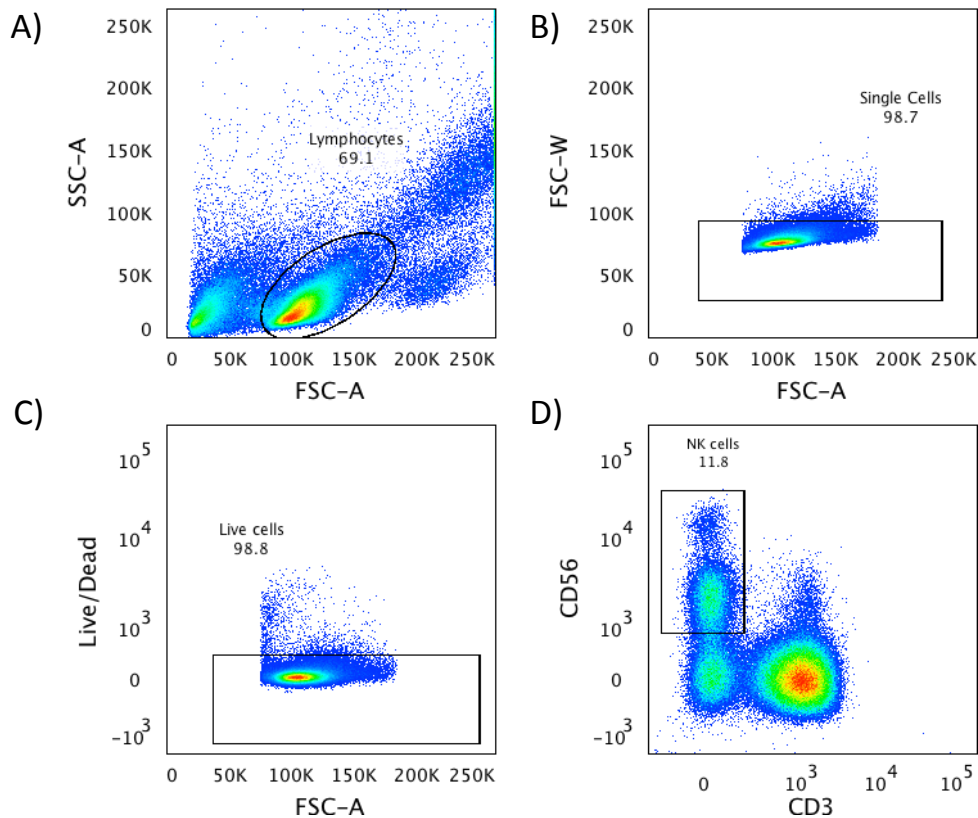 A)
250K
200K
150K
100K
50K
0
SSC-A
Lymphocytes
69.1
0 50K 100K 150K 200K 250K
FSC-A
B)
250K
200K
150K
100K
50K
0
FSC-W
Single Cells
98.7
0 50K 100K 150K 200K 250K
FSC-A
C)
10^5
10^4
10^3
0
-10^3
Live/Dead
Live cells
98.8
0 50K 100K 150K 200K 250K
FSC-A
D)
10^5
10^4
10^3
0
-10^3
CD56
NK cells
11.8
0 10^3 10^4 10^5
CD3